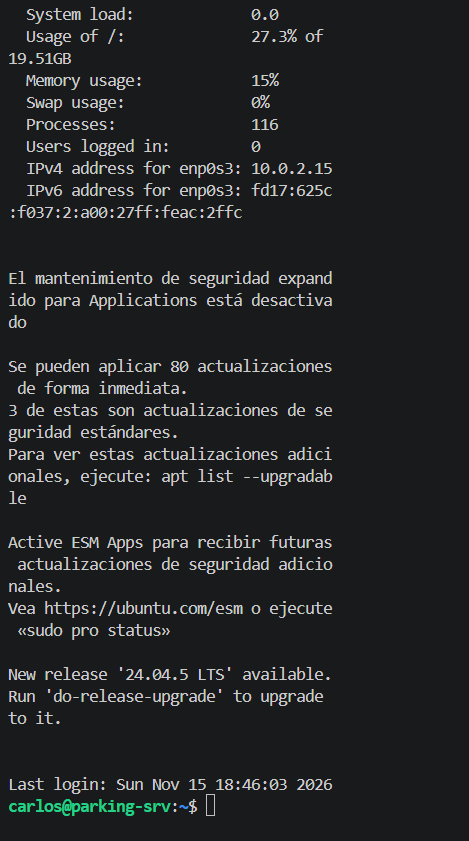 System load:             0.0
Usage of /:              27.3% of
19.51GB
Memory usage:            15%
Swap usage:              0%
Processes:               116
Users logged in:         0
IPv4 address for enp0s3: 10.0.2.15
IPv6 address for enp0s3: fd17:625c
:f037:2:a00:27ff:feac:2ffc
El mantenimiento de seguridad expand
ido para Applications está desactiva
do
Se pueden aplicar 80 actualizaciones
de forma inmediata.
3 de estas son actualizaciones de se
guridad estándares.
Para ver estas actualizaciones adici
onales, ejecute: apt list --upgradab
le
Active ESM Apps para recibir futuras
actualizaciones de seguridad adicio
nales.
Vea https://ubuntu.com/esm o ejecute
«sudo pro status»
New release '24.04.5 LTS' available.
Run 'do-release-upgrade' to upgrade
to it.
Last login: Sun Nov 15 18:46:03 2026
carlos@parking-srv:~$